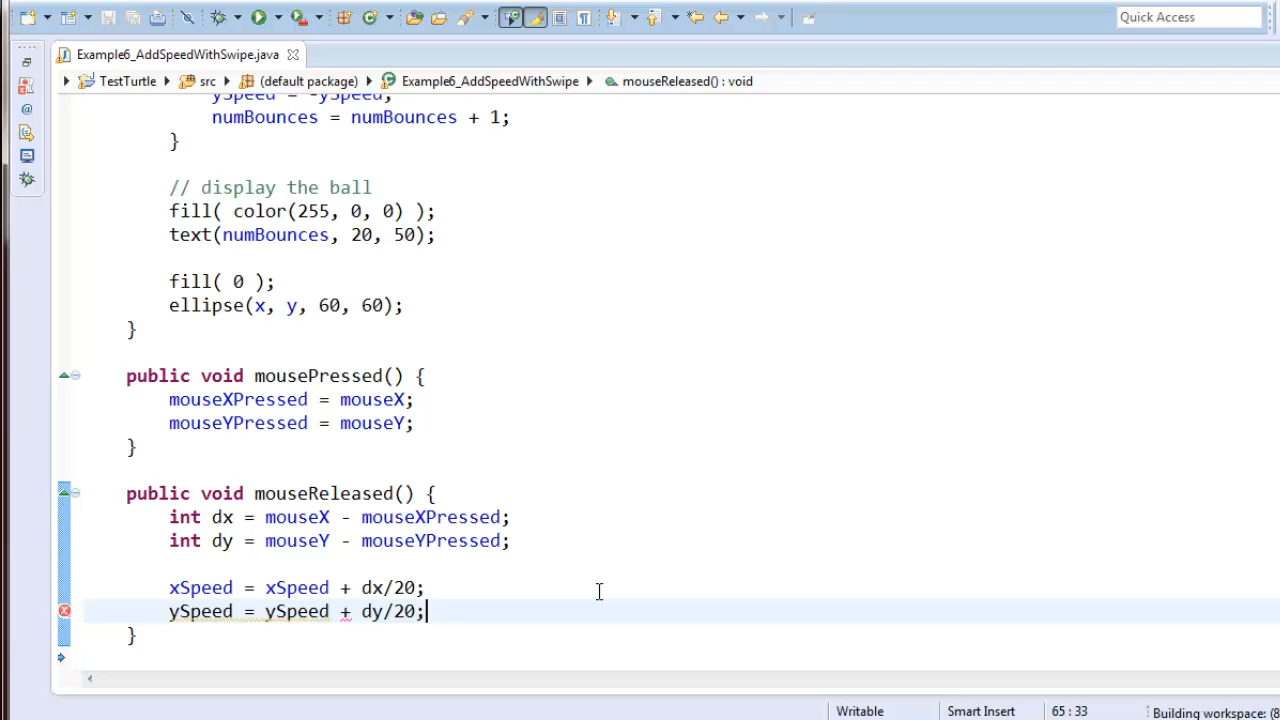 Quick Access
Example6_AddSpeedWithSwipe.java
TestTurtle src (default package) Example6_AddSpeedWithSwipe mouseReleased() : void
ySpeed = -ySpeed;
numBounces = numBounces + 1;
}
// display the ball
fill( color(255, 0, 0) );
text(numBounces, 20, 50);
fill( 0 );
ellipse(x, y, 60, 60);
}
public void mousePressed() {
mouseXPressed = mouseX;
mouseYPressed = mouseY;
}
public void mouseReleased() {
int dx = mouseX - mouseXPressed;
int dy = mouseY - mouseYPressed;
xSpeed = xSpeed + dx/20;
ySpeed = ySpeed + dy/20;
}
Writable Smart Insert 65 : 33 Building workspace: (8